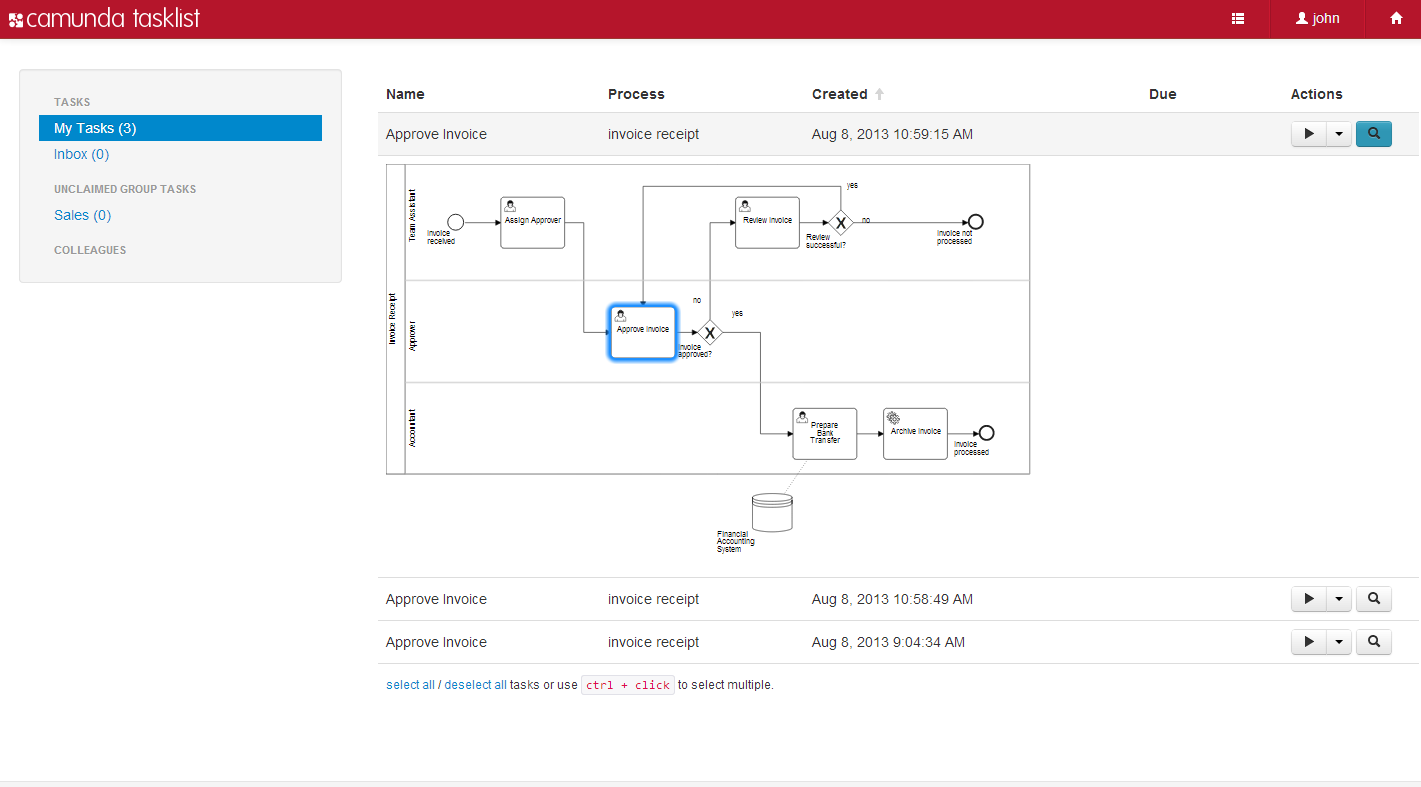 camunda tasklist
john
TASKS
My Tasks (3)
Inbox (0)
UNCLAIMED GROUP TASKS
Sales (0)
COLLEAGUES
Name Process Created Due Actions
Approve Invoice invoice receipt Aug 8, 2013 10:59:15 AM
Invoice Receipt
Team Assistant
Invoice
received
Assign Approver
Review Invoice
yes
no
Review
successful?
Invoice not
processed
Approver
Approve Invoice
no
yes
Invoice
approved?
Accountant
Prepare
Bank
Transfer
Archive Invoice
Invoice
processed
Financial
Accounting
System
Approve Invoice invoice receipt Aug 8, 2013 10:58:49 AM
Approve Invoice invoice receipt Aug 8, 2013 9:04:34 AM
select all / deselect all tasks or use ctrl + click to select multiple.